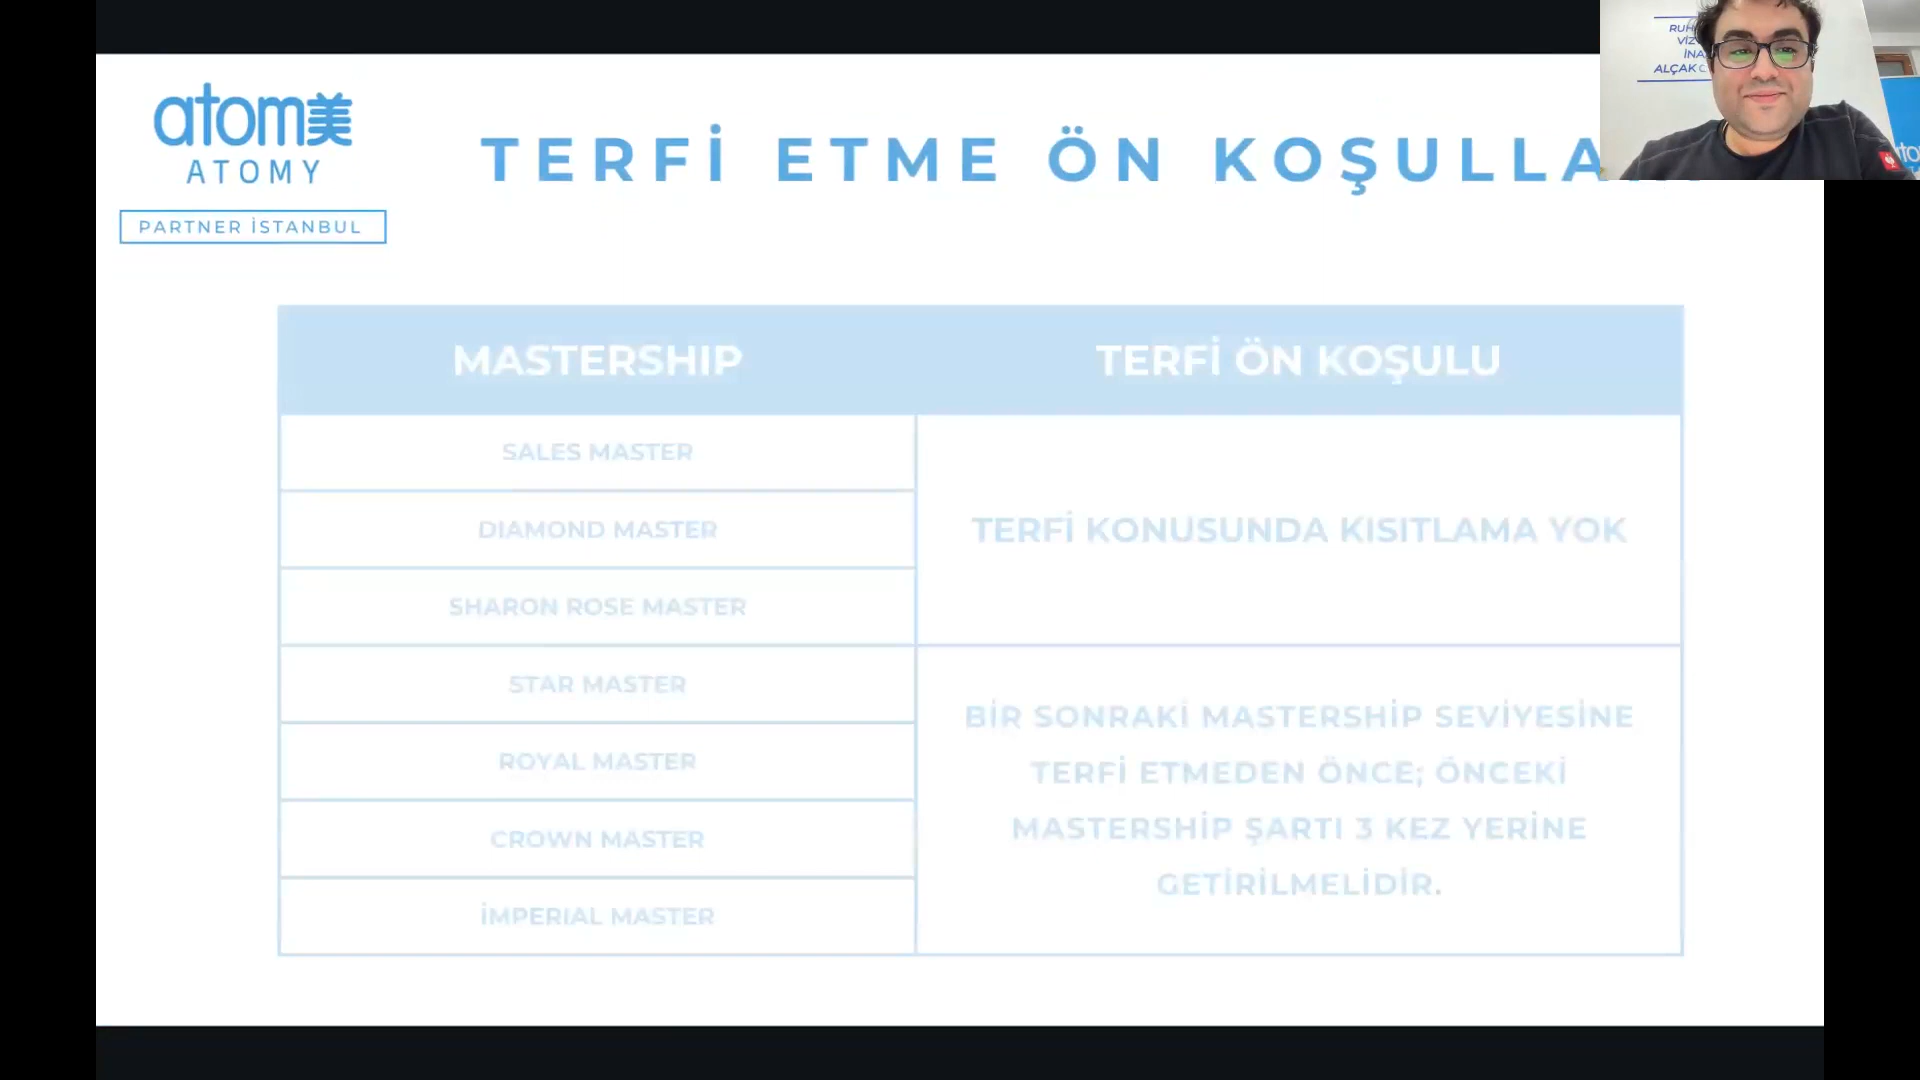 atom美
ATOMY
PARTNER İSTANBUL
TERFİ ETME ÖN
MASTERSHIP
TERFİ ÖN KOŞULU
SALES MASTER
DIAMOND MASTER
SHARON ROSE MASTER
STAR MASTER
ROYAL MASTER
CROWN MASTER
İMPERIAL MASTER
TERFİ KONUSUNDA KISITLAMA YOK
BİR SONRAKİ MASTERSHİP SEVİYESİNE
TERFİ ETMEDEN ÖNCE; ÖNCEKİ
MASTERSHİP ŞARTI 3 KEZ YERİNE
GETİRİLMELİDİR.